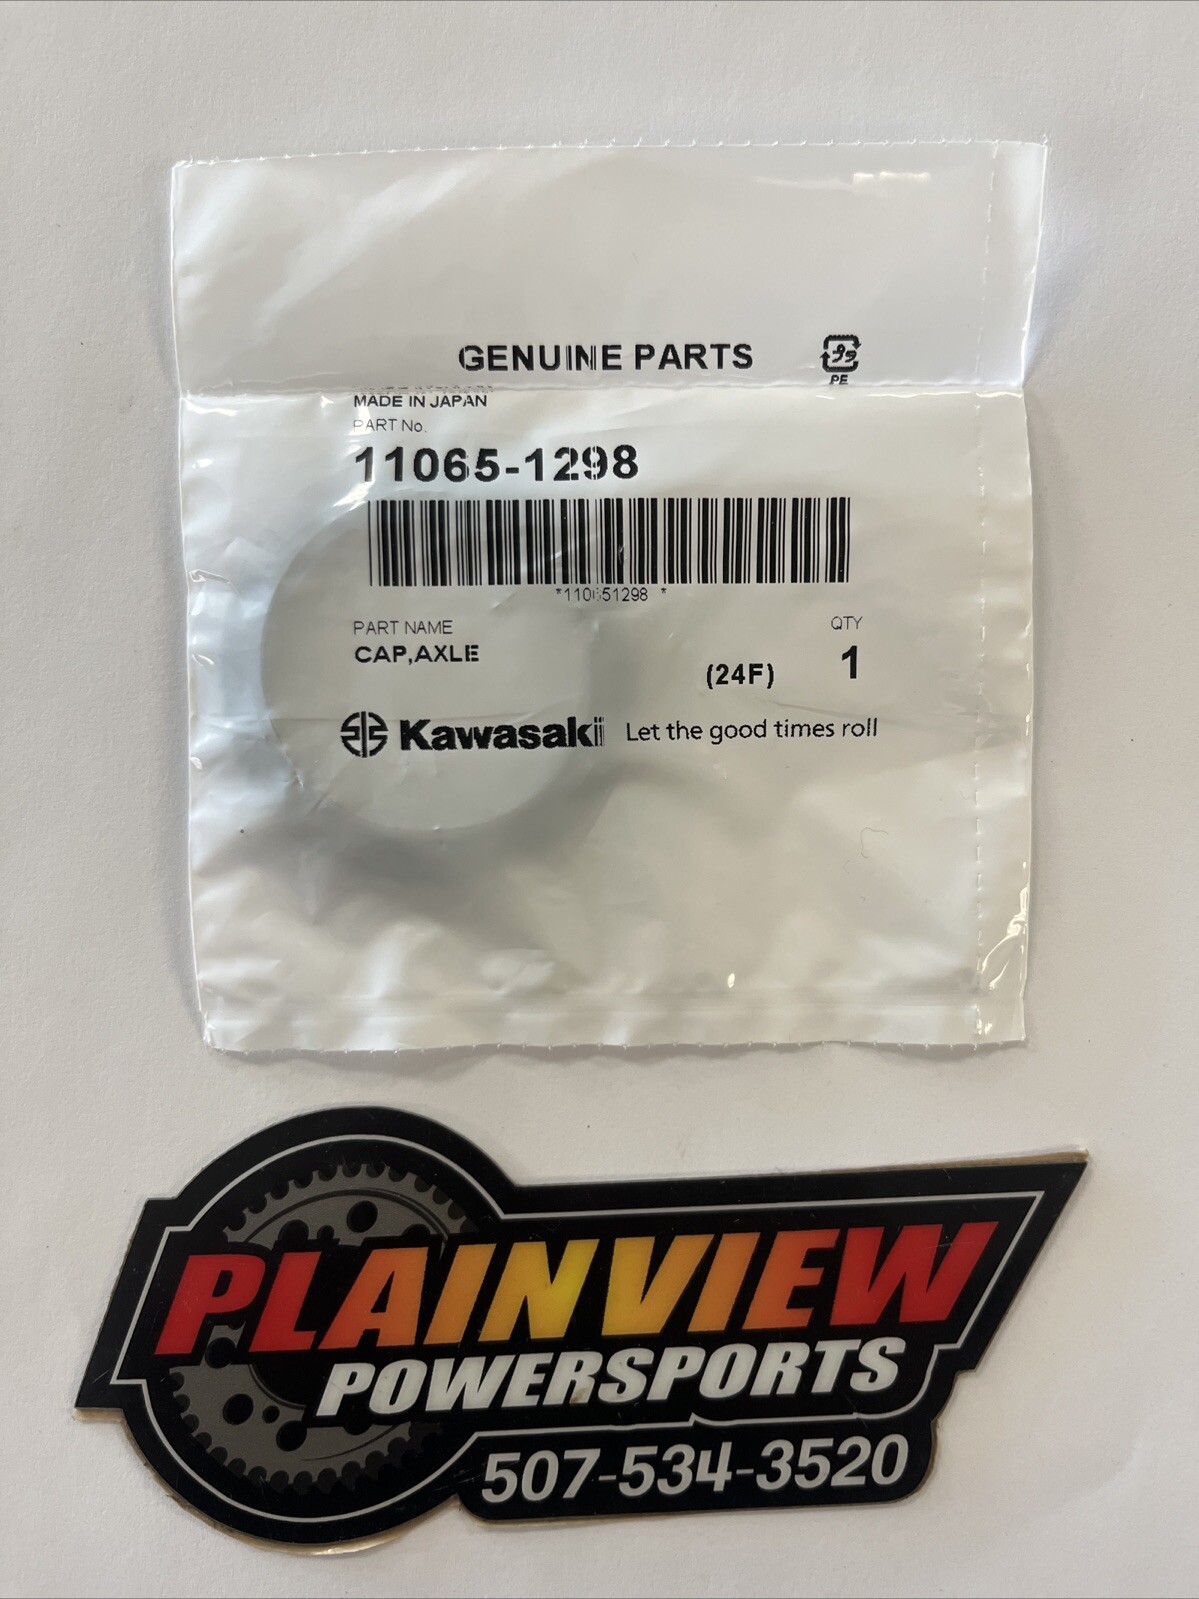 GENUINE PARTS
PE
MADE IN JAPAN
PART No.
11065-1298
*110651298 *
PART NAME
QTY
CAP,AXLE
(24F)
1
Kawasaki
Let the good times roll
PLAINVIEW
POWERSPORTS
507-534-3520